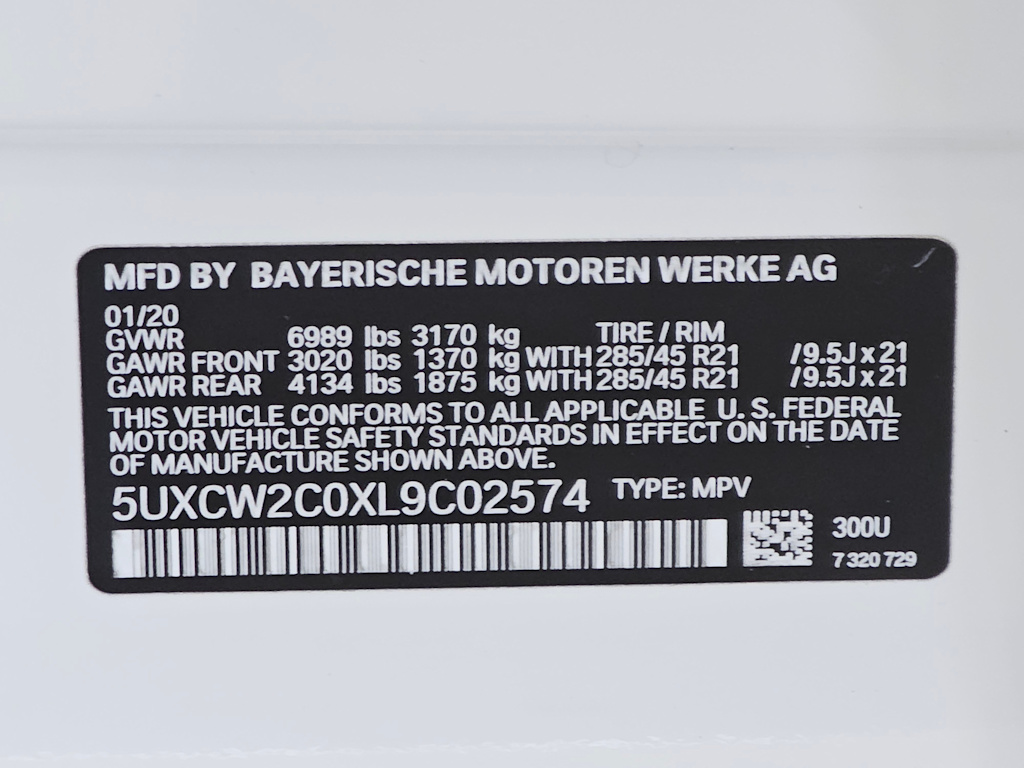 MFD BY BAYERISCHE MOTOREN WERKE AG
01/20
GVWR 6989 lbs 3170 kg TIRE / RIM
GAWR FRONT 3020 lbs 1370 kg WITH 285/45 R21 /9.5J x 21
GAWR REAR 4134 lbs 1875 kg WITH 285/45 R21 /9.5J x 21
THIS VEHICLE CONFORMS TO ALL APPLICABLE U. S. FEDERAL
MOTOR VEHICLE SAFETY STANDARDS IN EFFECT ON THE DATE
OF MANUFACTURE SHOWN ABOVE.
5UXCW2C0XL9C02574 TYPE: MPV
300U
7 320 729